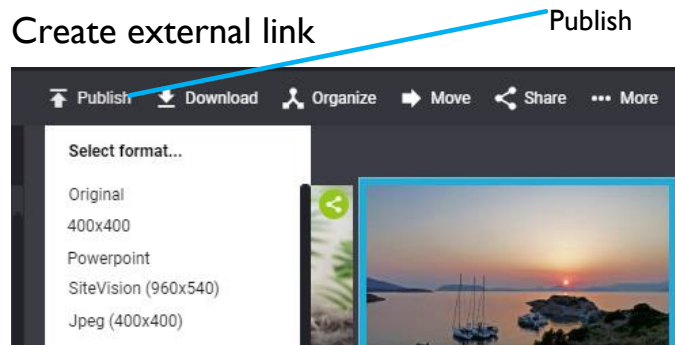 Create external link
Publish
Publish Download Organize Move Share ••• More
Select format...
Original
400x400
Powerpoint
SiteVision (960x540)
Jpeg (400x400)